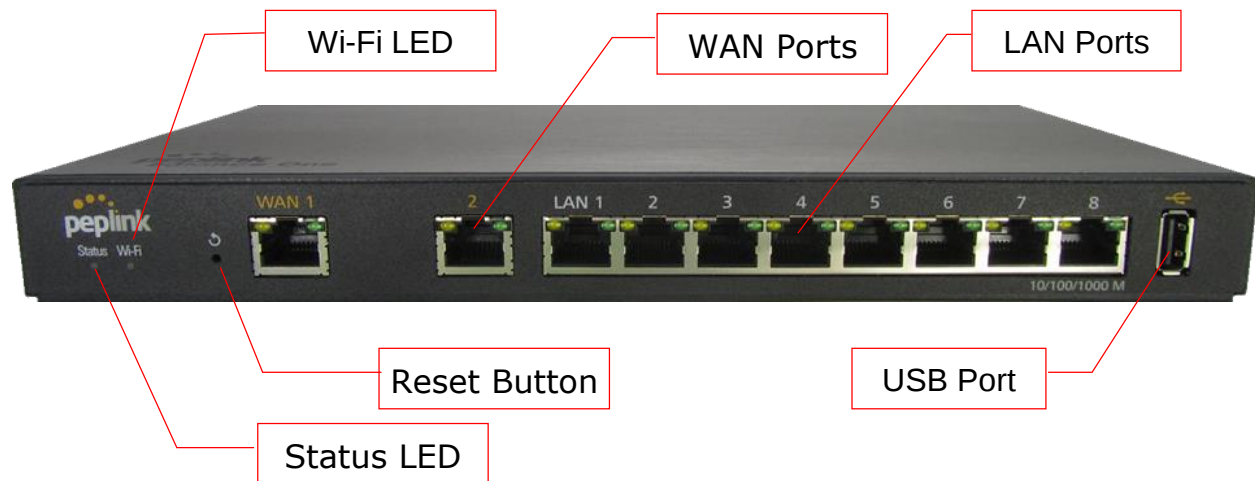 Wi-Fi LED
WAN Ports
LAN Ports
peplink
Status Wi-Fi
WAN 1
2
LAN 1 2 3 4 5 6 7 8
10/100/1000 M
Reset Button
USB Port
Status LED